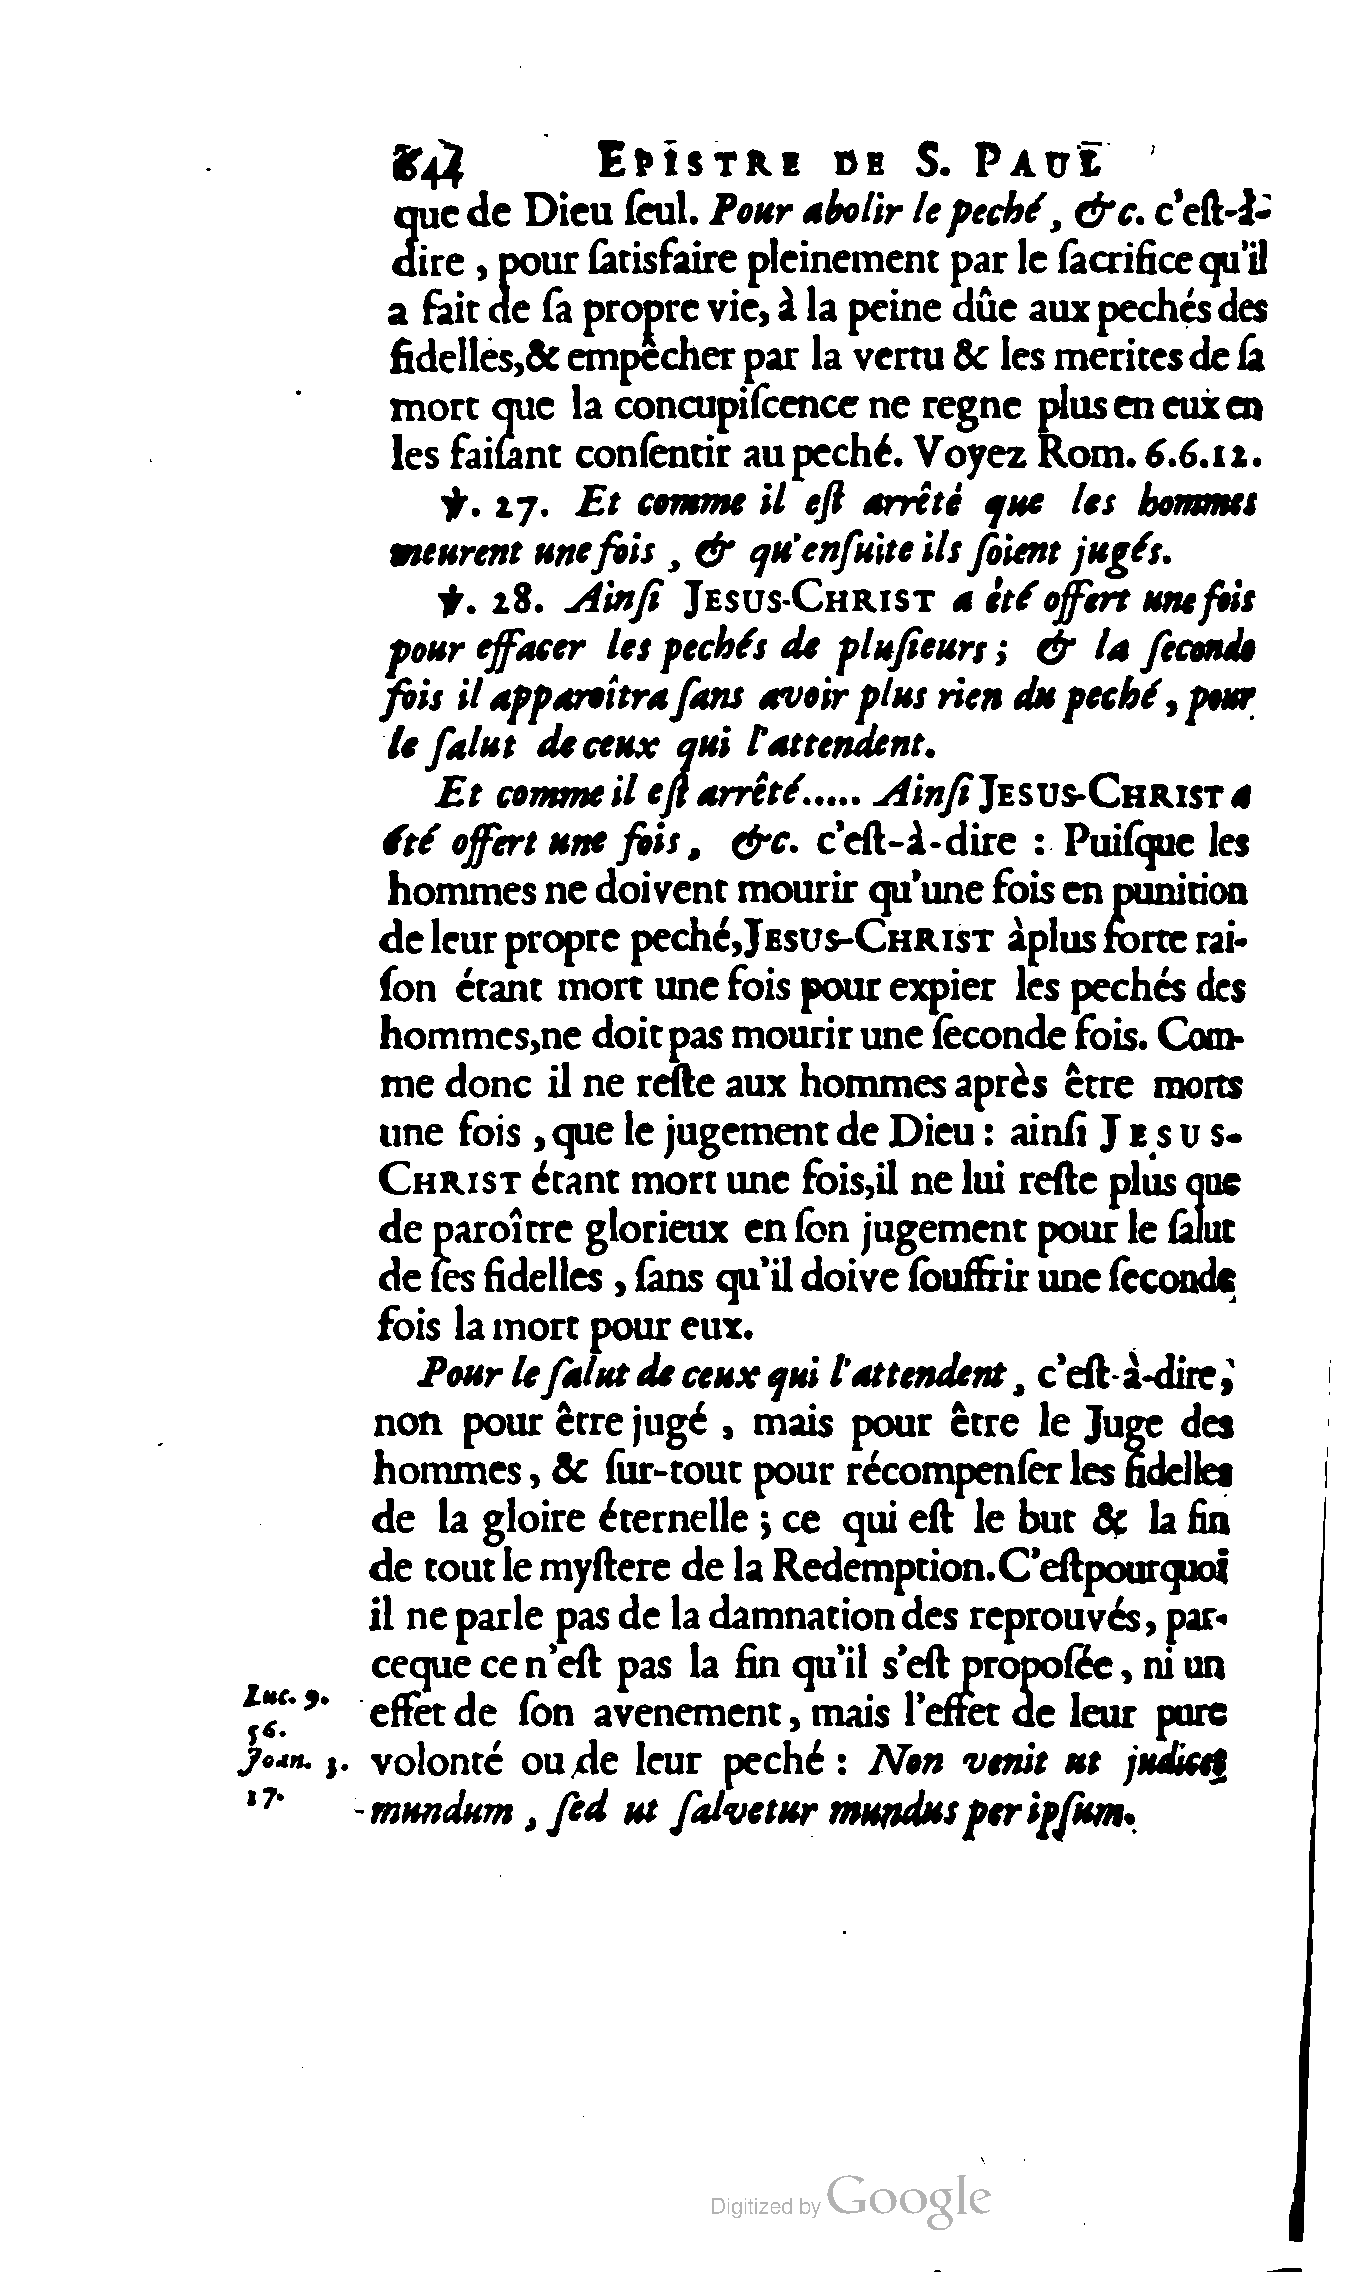 644 EPISTRE DE S. PAUL
que de Dieu ſeul. Pour abolir le peché, &c. c'eſt-à-
dire, pour ſatisfaire pleinement par le ſacrifice qu'il
a fait de ſa propre vie, à la peine dûe aux pechés des
fidelles, & empêcher par la vertu & les merites de ſa
mort que la concupiſcence ne regne plus en eux en
les faiſant conſentir au peché. Voyez Rom. 6.6.12.
℣. 27. Et comme il eſt arrêté que les hommes
meurent une fois, & qu'enſuite ils ſoient jugés.
℣. 28. Ainſi JESUS-CHRIST a été offert une fois
pour effacer les pechés de pluſieurs; & la ſeconde
fois il apparoîtra ſans avoir plus rien du peché, pour
le ſalut de ceux qui l'attendent.
Et comme il eſt arrêté..... Ainſi JESUS-CHRIST a
été offert une fois, &c. c'eſt-à-dire : Puiſque les
hommes ne doivent mourir qu'une fois en punition
de leur propre peché, JESUS-CHRIST à plus forte rai-
ſon étant mort une fois pour expier les pechés des
hommes, ne doit pas mourir une ſeconde fois. Com-
me donc il ne reſte aux hommes après être morts
une fois, que le jugement de Dieu : ainſi JESUS-
CHRIST étant mort une fois, il ne lui reſte plus que
de paroître glorieux en ſon jugement pour le ſalut
de ſes fidelles, ſans qu'il doive ſouffrir une ſeconde
fois la mort pour eux.
Pour le ſalut de ceux qui l'attendent, c'eſt-à-dire,
non pour être jugé, mais pour être le Juge des
hommes, & ſur-tout pour récompenſer les fidelles
de la gloire éternelle; ce qui eſt le but & la fin
de tout le myſtere de la Redemption. C'eſtpourquoi
il ne parle pas de la damnation des reprouvés, par-
ceque ce n'eſt pas la fin qu'il s'eſt propoſée, ni un
effet de ſon avenement, mais l'effet de leur pure
volonté ou de leur peché : Non venit ut judicet
mundum, ſed ut ſalvetur mundus per ipſum.
Luc. 9.
56.
Joan. 3.
17.
Digitized by Google